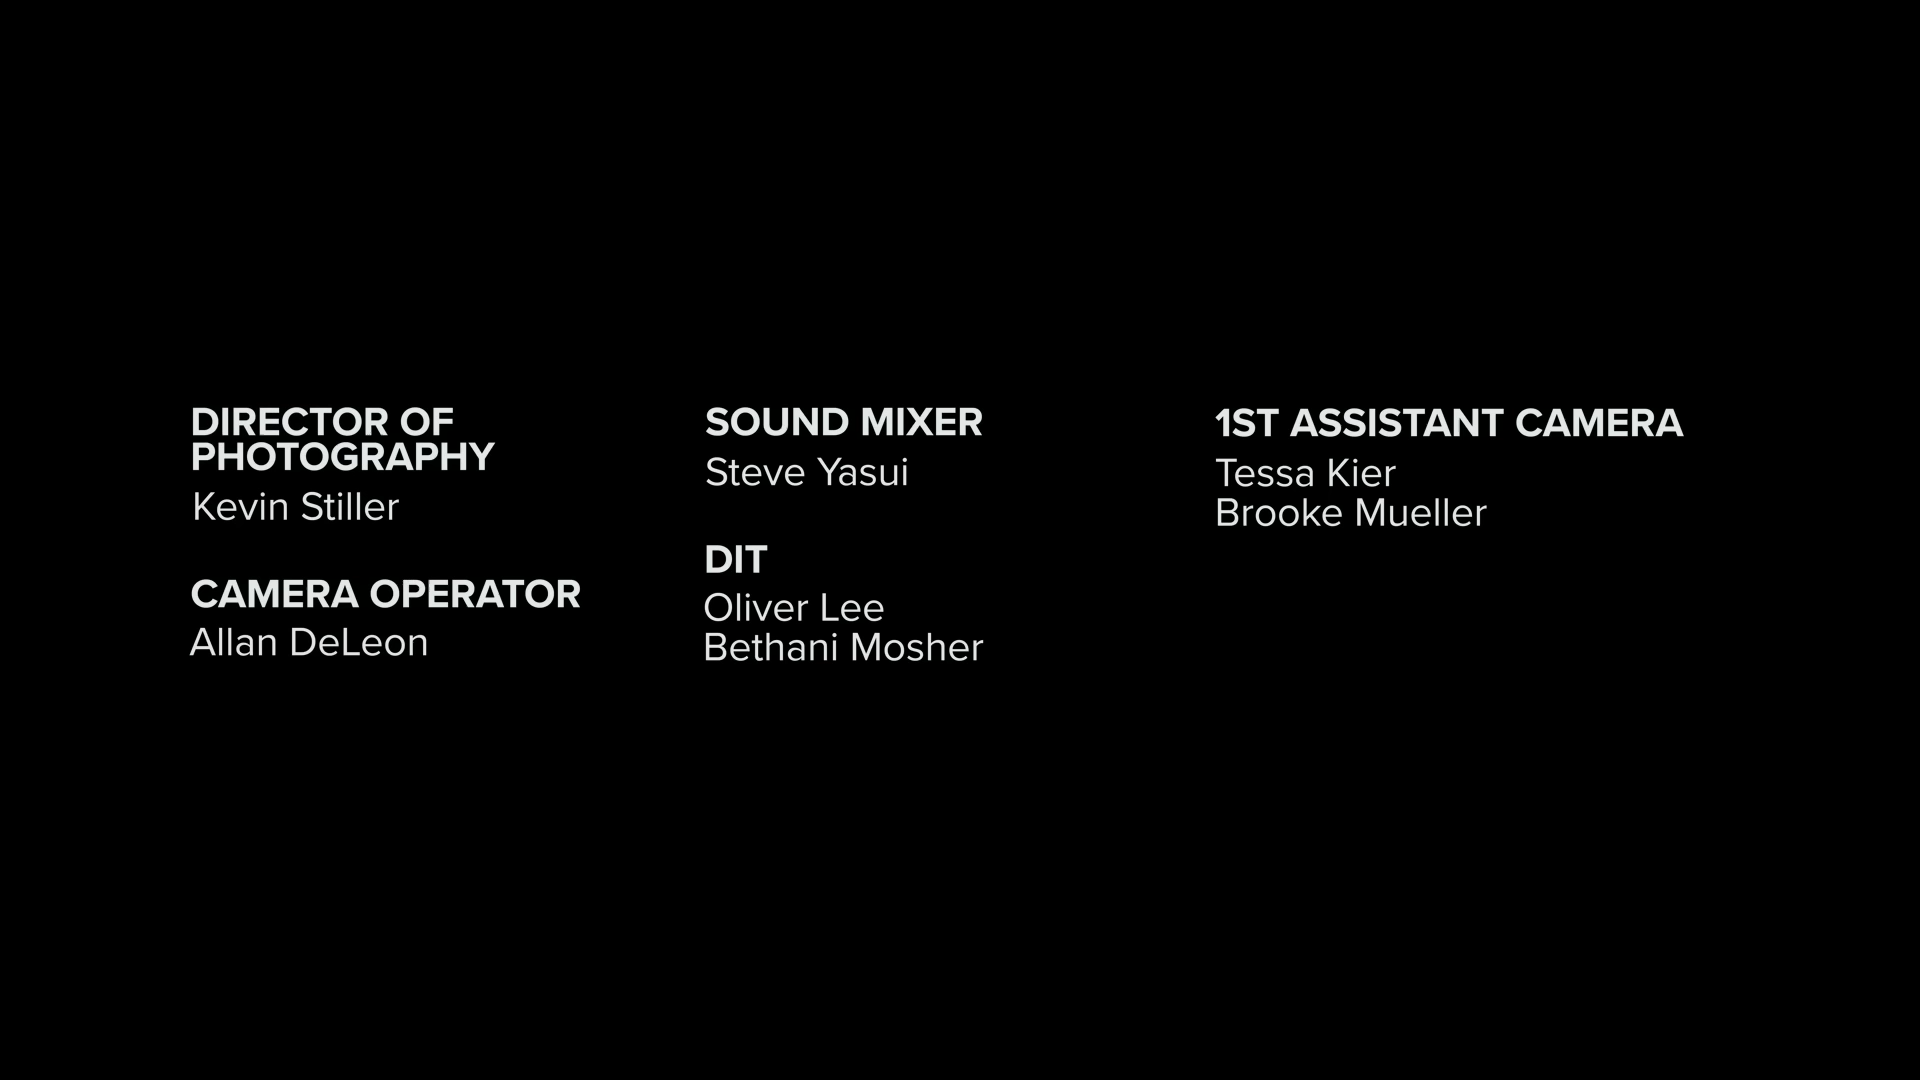 DIRECTOR OF
PHOTOGRAPHY
Kevin Stiller
CAMERA OPERATOR
Allan DeLeon
SOUND MIXER
Steve Yasui
DIT
Oliver Lee
Bethani Mosher
1ST ASSISTANT CAMERA
Tessa Kier
Brooke Mueller